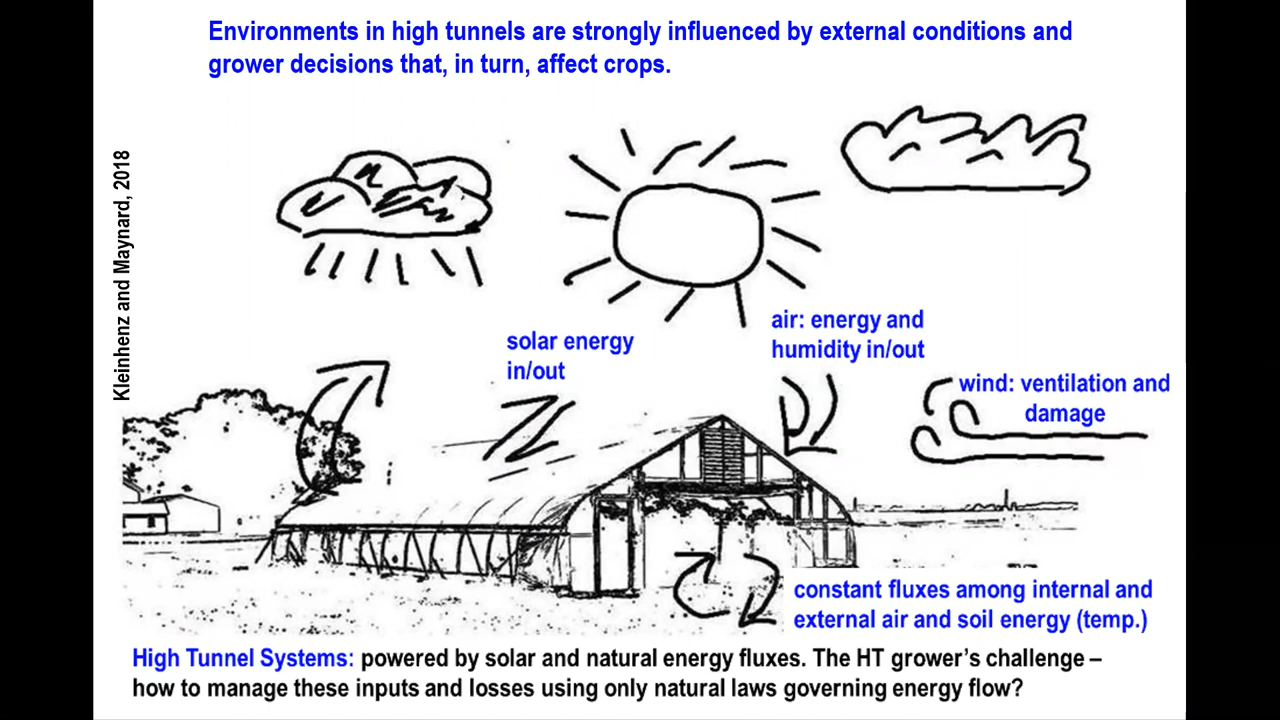 Environments in high tunnels are strongly influenced by external conditions and
grower decisions that, in turn, affect crops.
Kleinhenz and Maynard, 2018
solar energy
in/out
air: energy and
humidity in/out
wind: ventilation and
damage
constant fluxes among internal and
external air and soil energy (temp.)
High Tunnel Systems: powered by solar and natural energy fluxes. The HT grower's challenge –
how to manage these inputs and losses using only natural laws governing energy flow?